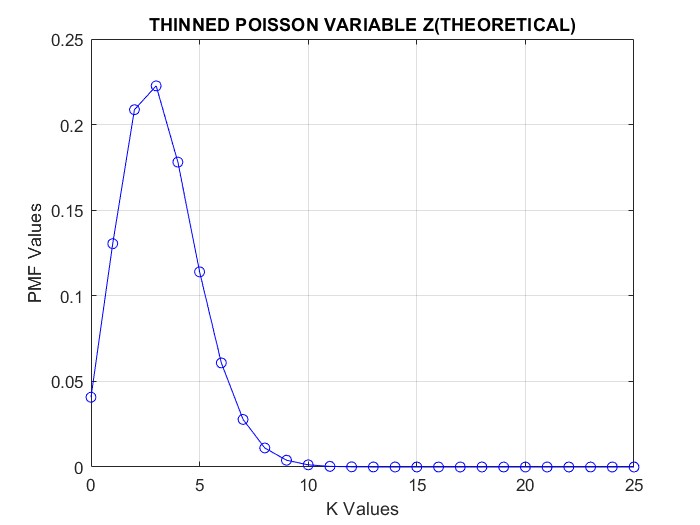 THINNED POISSON VARIABLE Z(THEORETICAL)
0.25
0.2
0.15
0.1
0.05
0
PMF Values
0 5 10 15 20 25
K Values